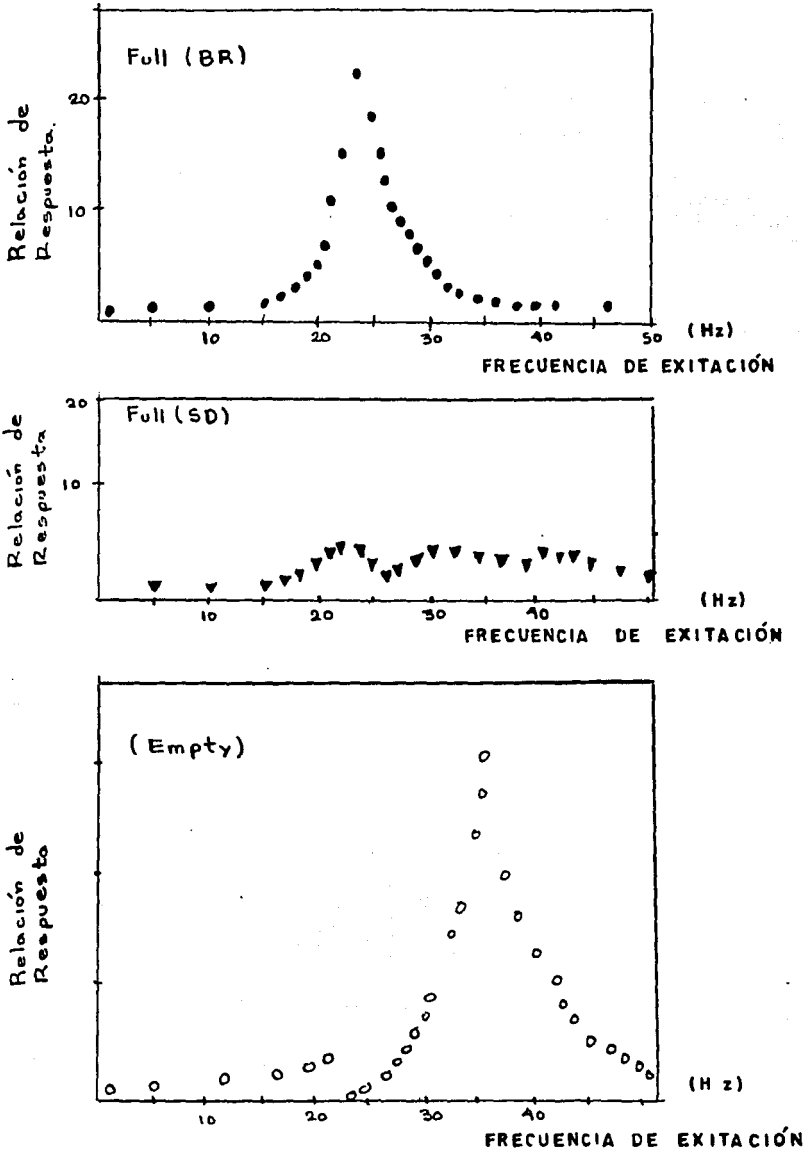 Full (BR)
Relación de
Respuesta.
20
10
10
20
30
40
50
(Hz)
FRECUENCIA DE EXITACIÓN
20
Full (SD)
Relación de
Respuesta
10
10
20
30
40
(Hz)
FRECUENCIA DE EXITACIÓN
(Empty)
Relación de
Respuesta
10
20
30
40
(Hz)
FRECUENCIA DE EXITACIÓN